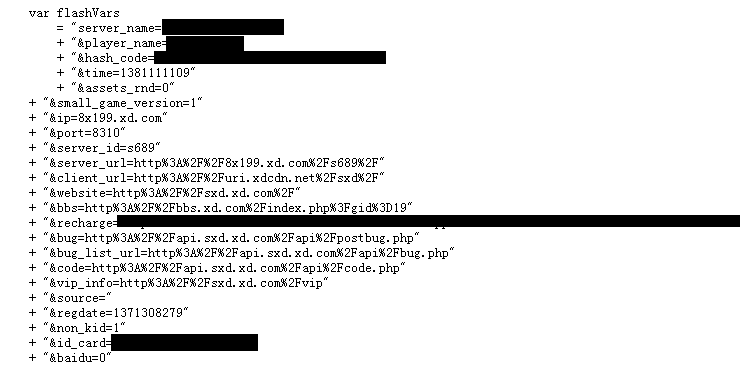 var flashVars
= "server_name=
+ "&player_name=
+ "&hash_code=
+ "&time=1381111109"
+ "&assets_rnd=0"
+ "&small_game_version=1"
+ "&ip=8x199.xd.com"
+ "&port=8310"
+ "&server_id=s689"
+ "&server_url=http%3A%2F%2F8x199.xd.com%2Fs689%2F"
+ "&client_url=http%3A%2F%2Furi.xdcdn.net%2Fsxd%2F"
+ "&website=http%3A%2F%2Fsxd.xd.com%2F"
+ "&bbs=http%3A%2F%2Fbbs.xd.com%2Findex.php%3Fgid%3D19"
+ "&recharge=
+ "&bug=http%3A%2F%2Fapi.sxd.xd.com%2Fapi%2Fpostbug.php"
+ "&bug_list_url=http%3A%2F%2Fapi.sxd.xd.com%2Fapi%2Fbug.php"
+ "&code=http%3A%2F%2Fapi.sxd.xd.com%2Fapi%2Fcode.php"
+ "&vip_info=http%3A%2F%2Fsxd.xd.com%2Fvip"
+ "&source="
+ "&regdate=1371308279"
+ "&non_kid=1"
+ "&id_card=
+ "&baidu=0"